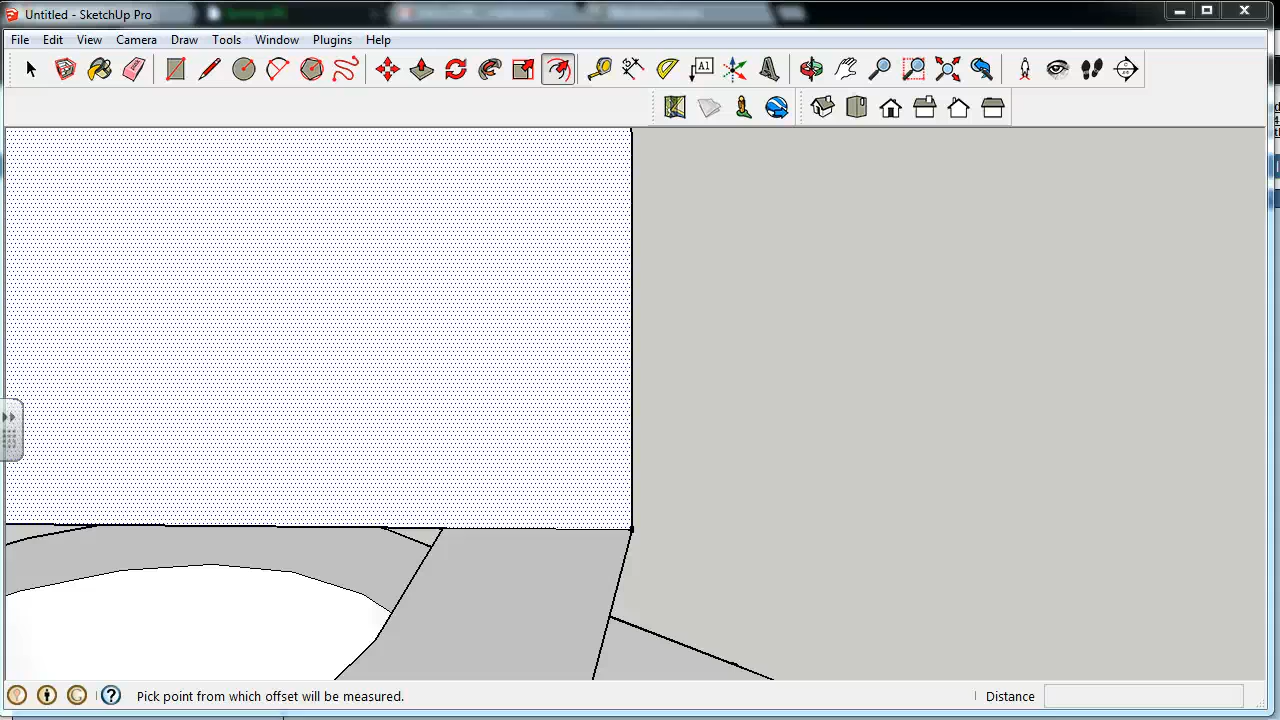 Untitled - SketchUp Pro
File Edit View Camera Draw Tools Window Plugins Help
A1
Pick point from which offset will be measured.
Distance